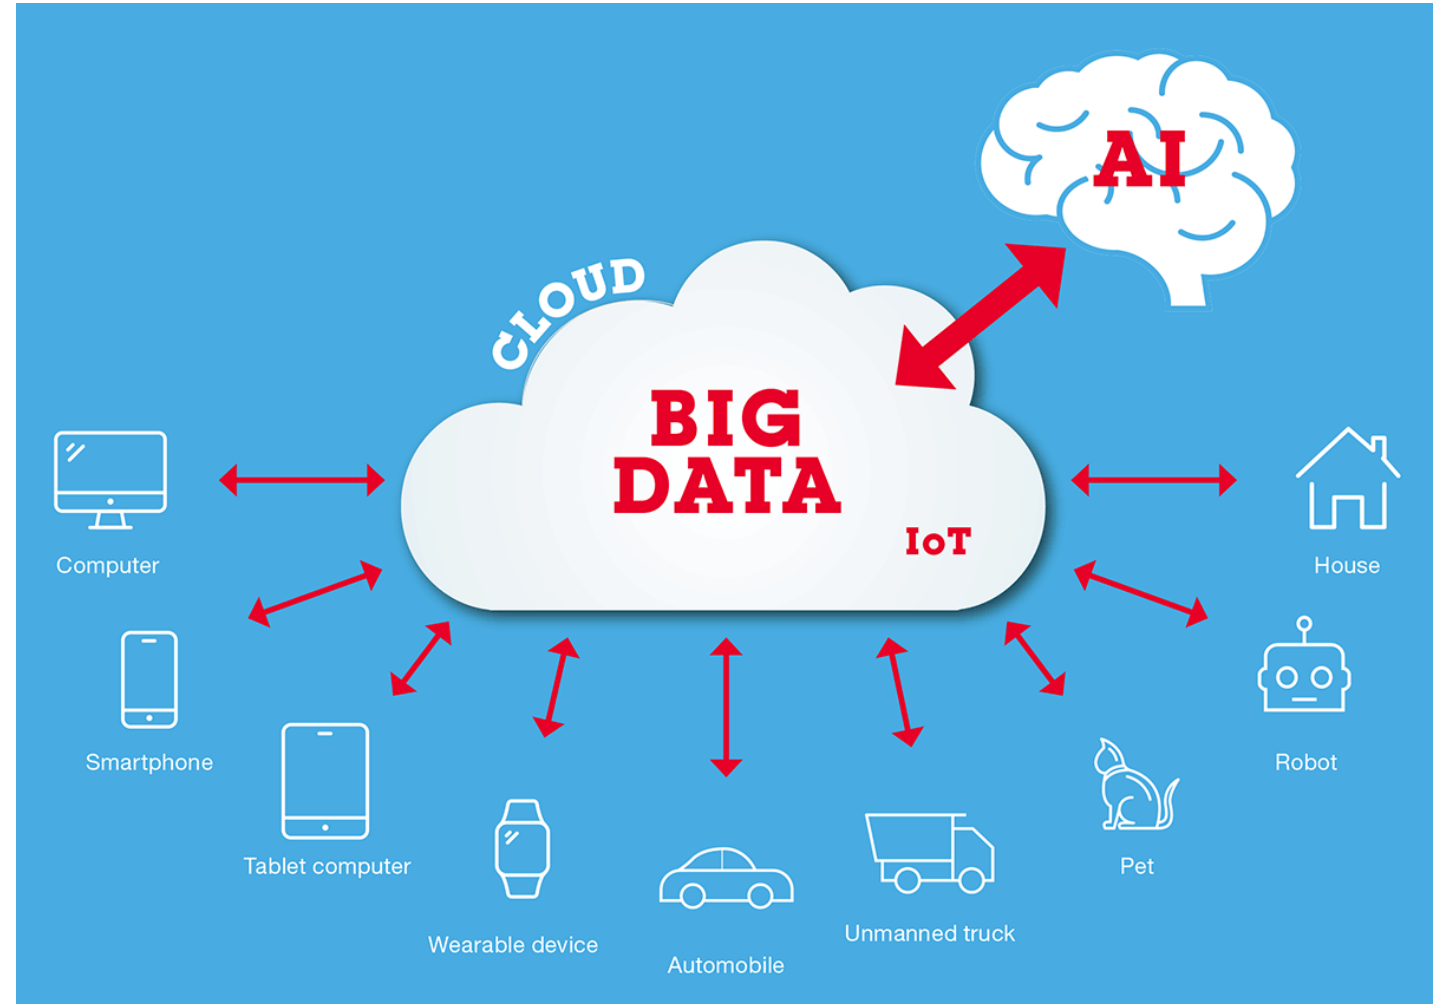 AI
CLOUD
BIG
DATA
IoT
Computer
House
Smartphone
Robot
Tablet computer
Pet
Wearable device
Unmanned truck
Automobile